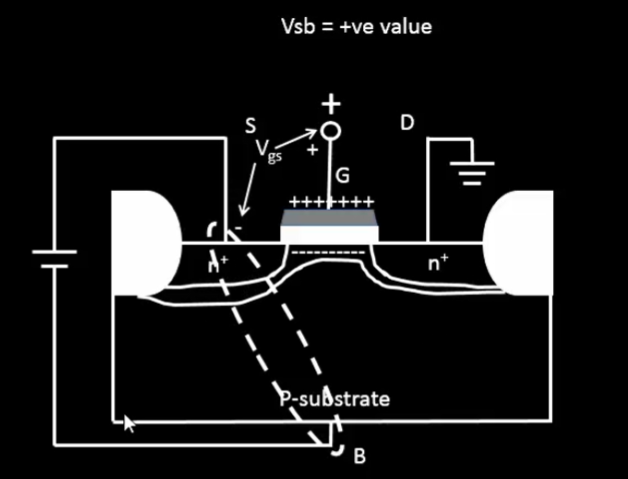 Vsb = +ve value
+
S
D
Vgs
+
G
+++++++
-
-----------
n+
n+
P-substrate
B